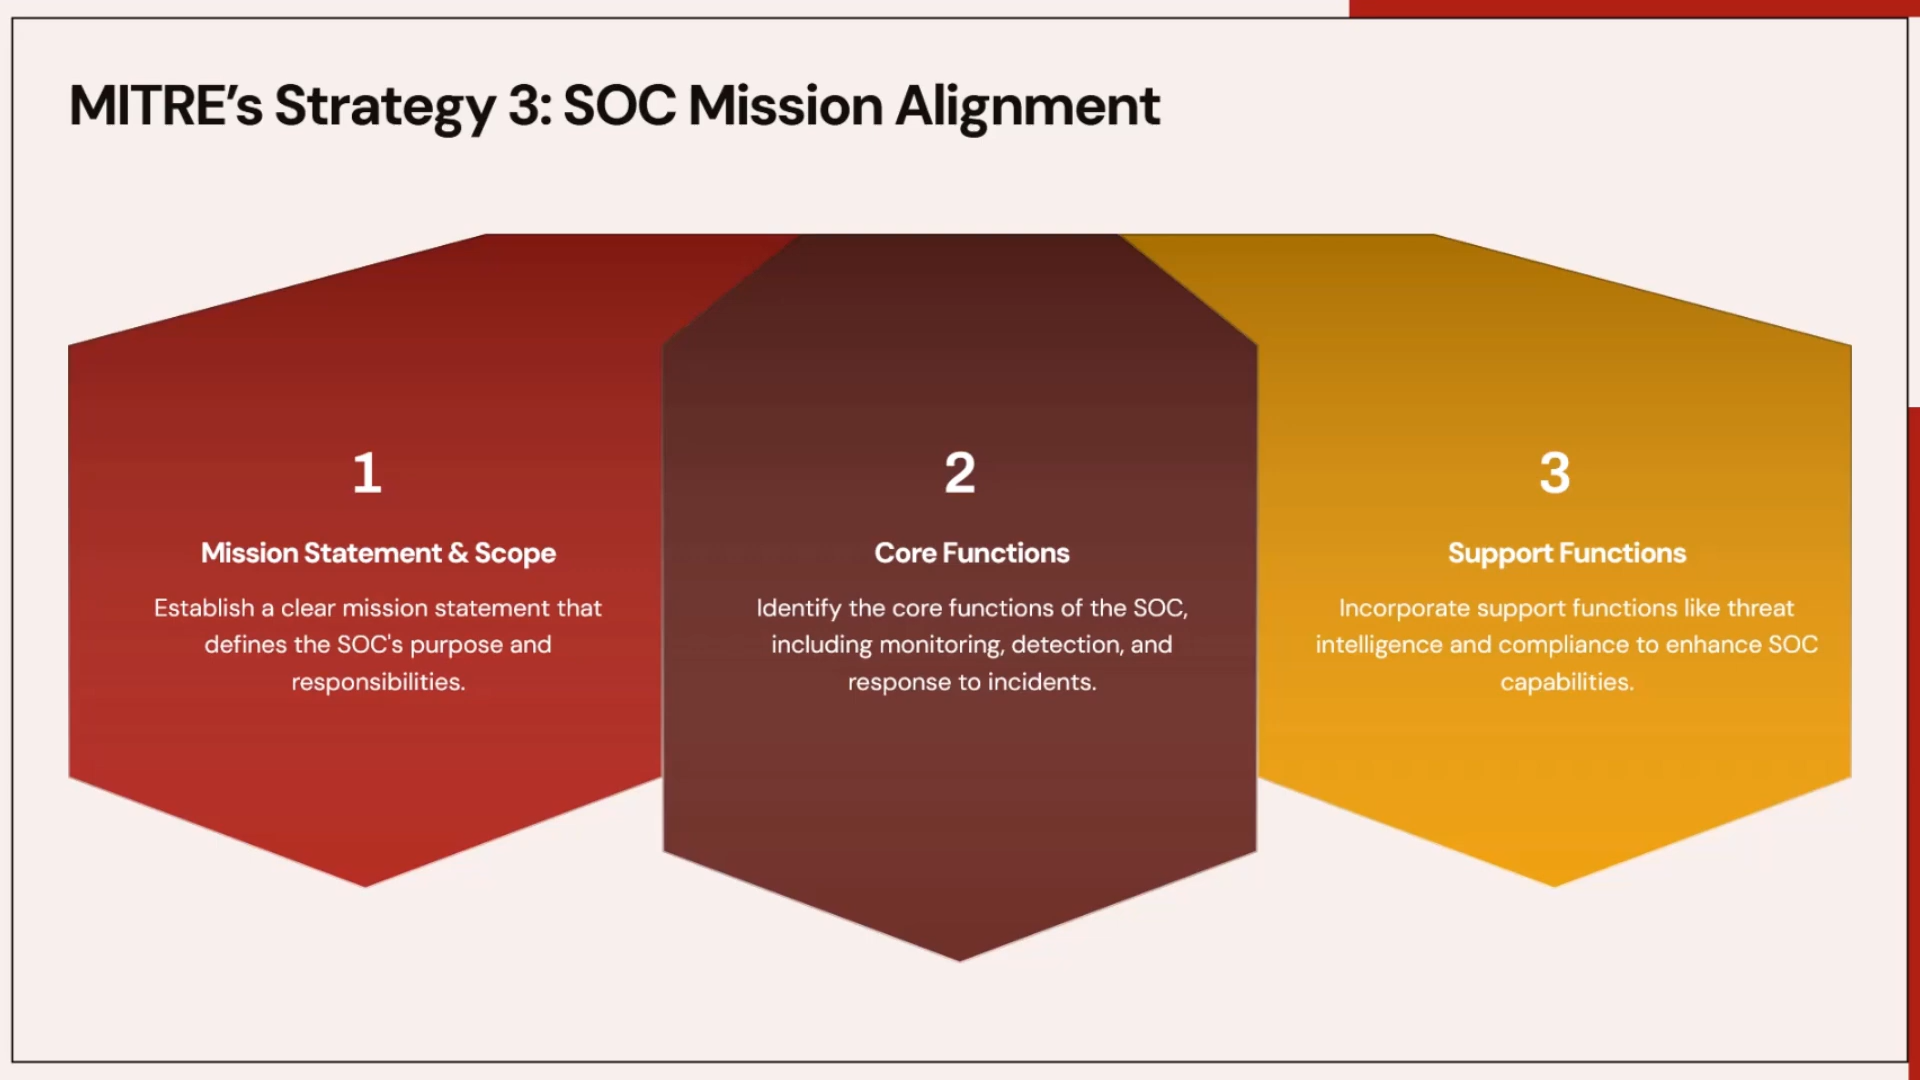 MITRE’s Strategy 3: SOC Mission Alignment
1
Mission Statement & Scope
Establish a clear mission statement that
defines the SOC's purpose and
responsibilities.
2
Core Functions
Identify the core functions of the SOC,
including monitoring, detection, and
response to incidents.
3
Support Functions
Incorporate support functions like threat
intelligence and compliance to enhance SOC
capabilities.